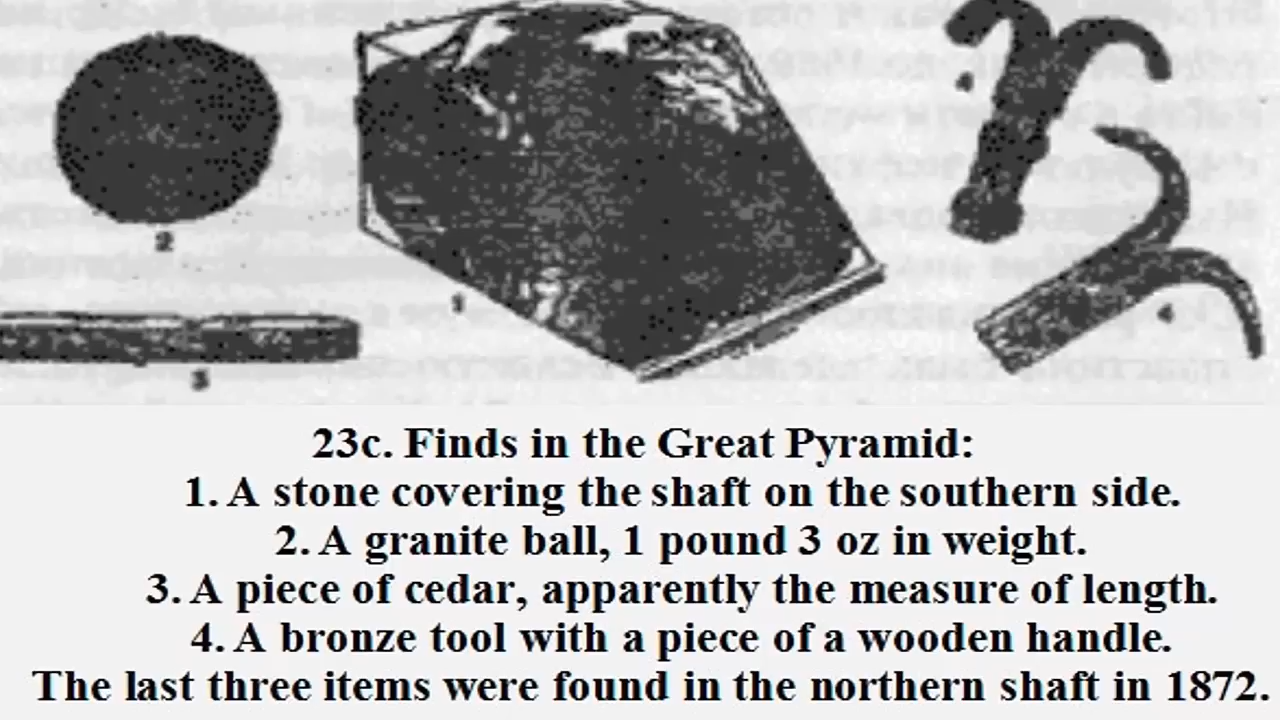 2
1
3
4
4
23c. Finds in the Great Pyramid:
1. A stone covering the shaft on the southern side.
2. A granite ball, 1 pound 3 oz in weight.
3. A piece of cedar, apparently the measure of length.
4. A bronze tool with a piece of a wooden handle.
The last three items were found in the northern shaft in 1872.